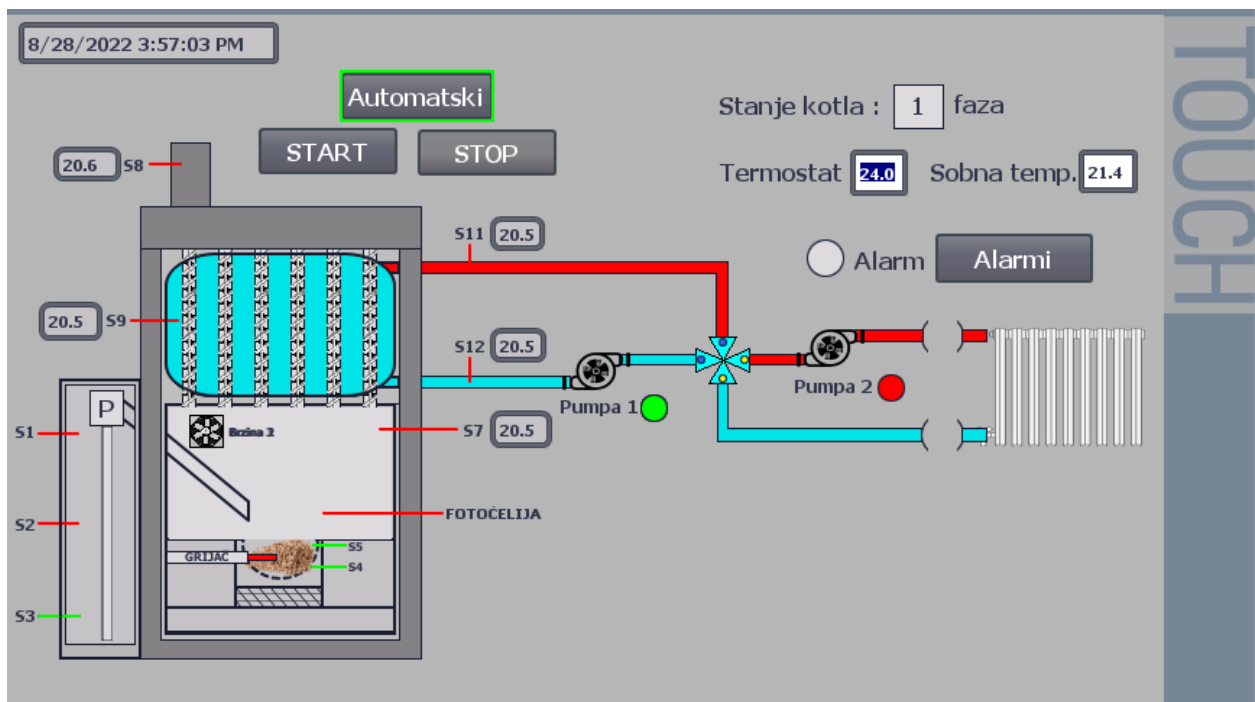 8/28/2022 3:57:03 PM
Automatski
START
STOP
Stanje kotla : 1 faza
Termostat 24.0 Sobna temp. 21.4
Alarm Alarmi
20.6 S8
S11 20.5
20.5 S9
S12 20.5
Pumpa 1
Pumpa 2
P
Brzina 2
S7 20.5
S1
S2
S3
FOTOĆELIJA
GRIJAC
S5
S4
TOUCH